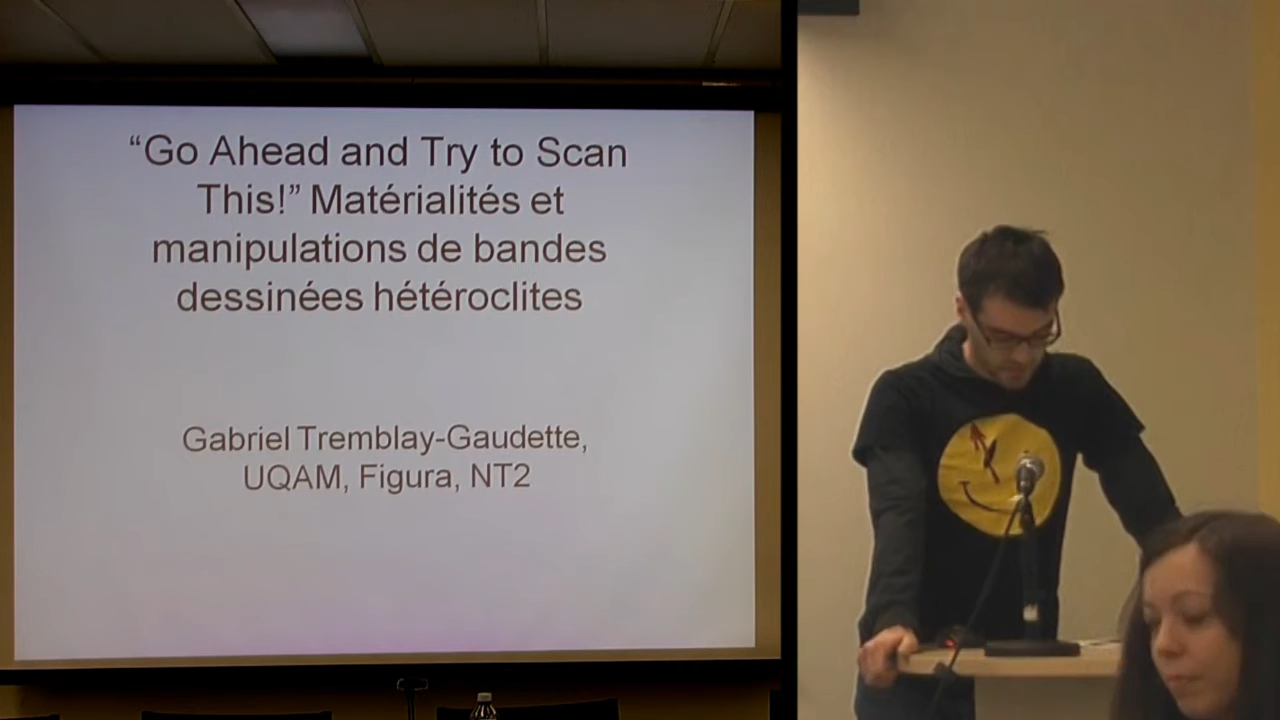 “Go Ahead and Try to Scan
This!” Matérialités et
manipulations de bandes
dessinées hétéroclites
Gabriel Tremblay-Gaudette,
UQAM, Figura, NT2